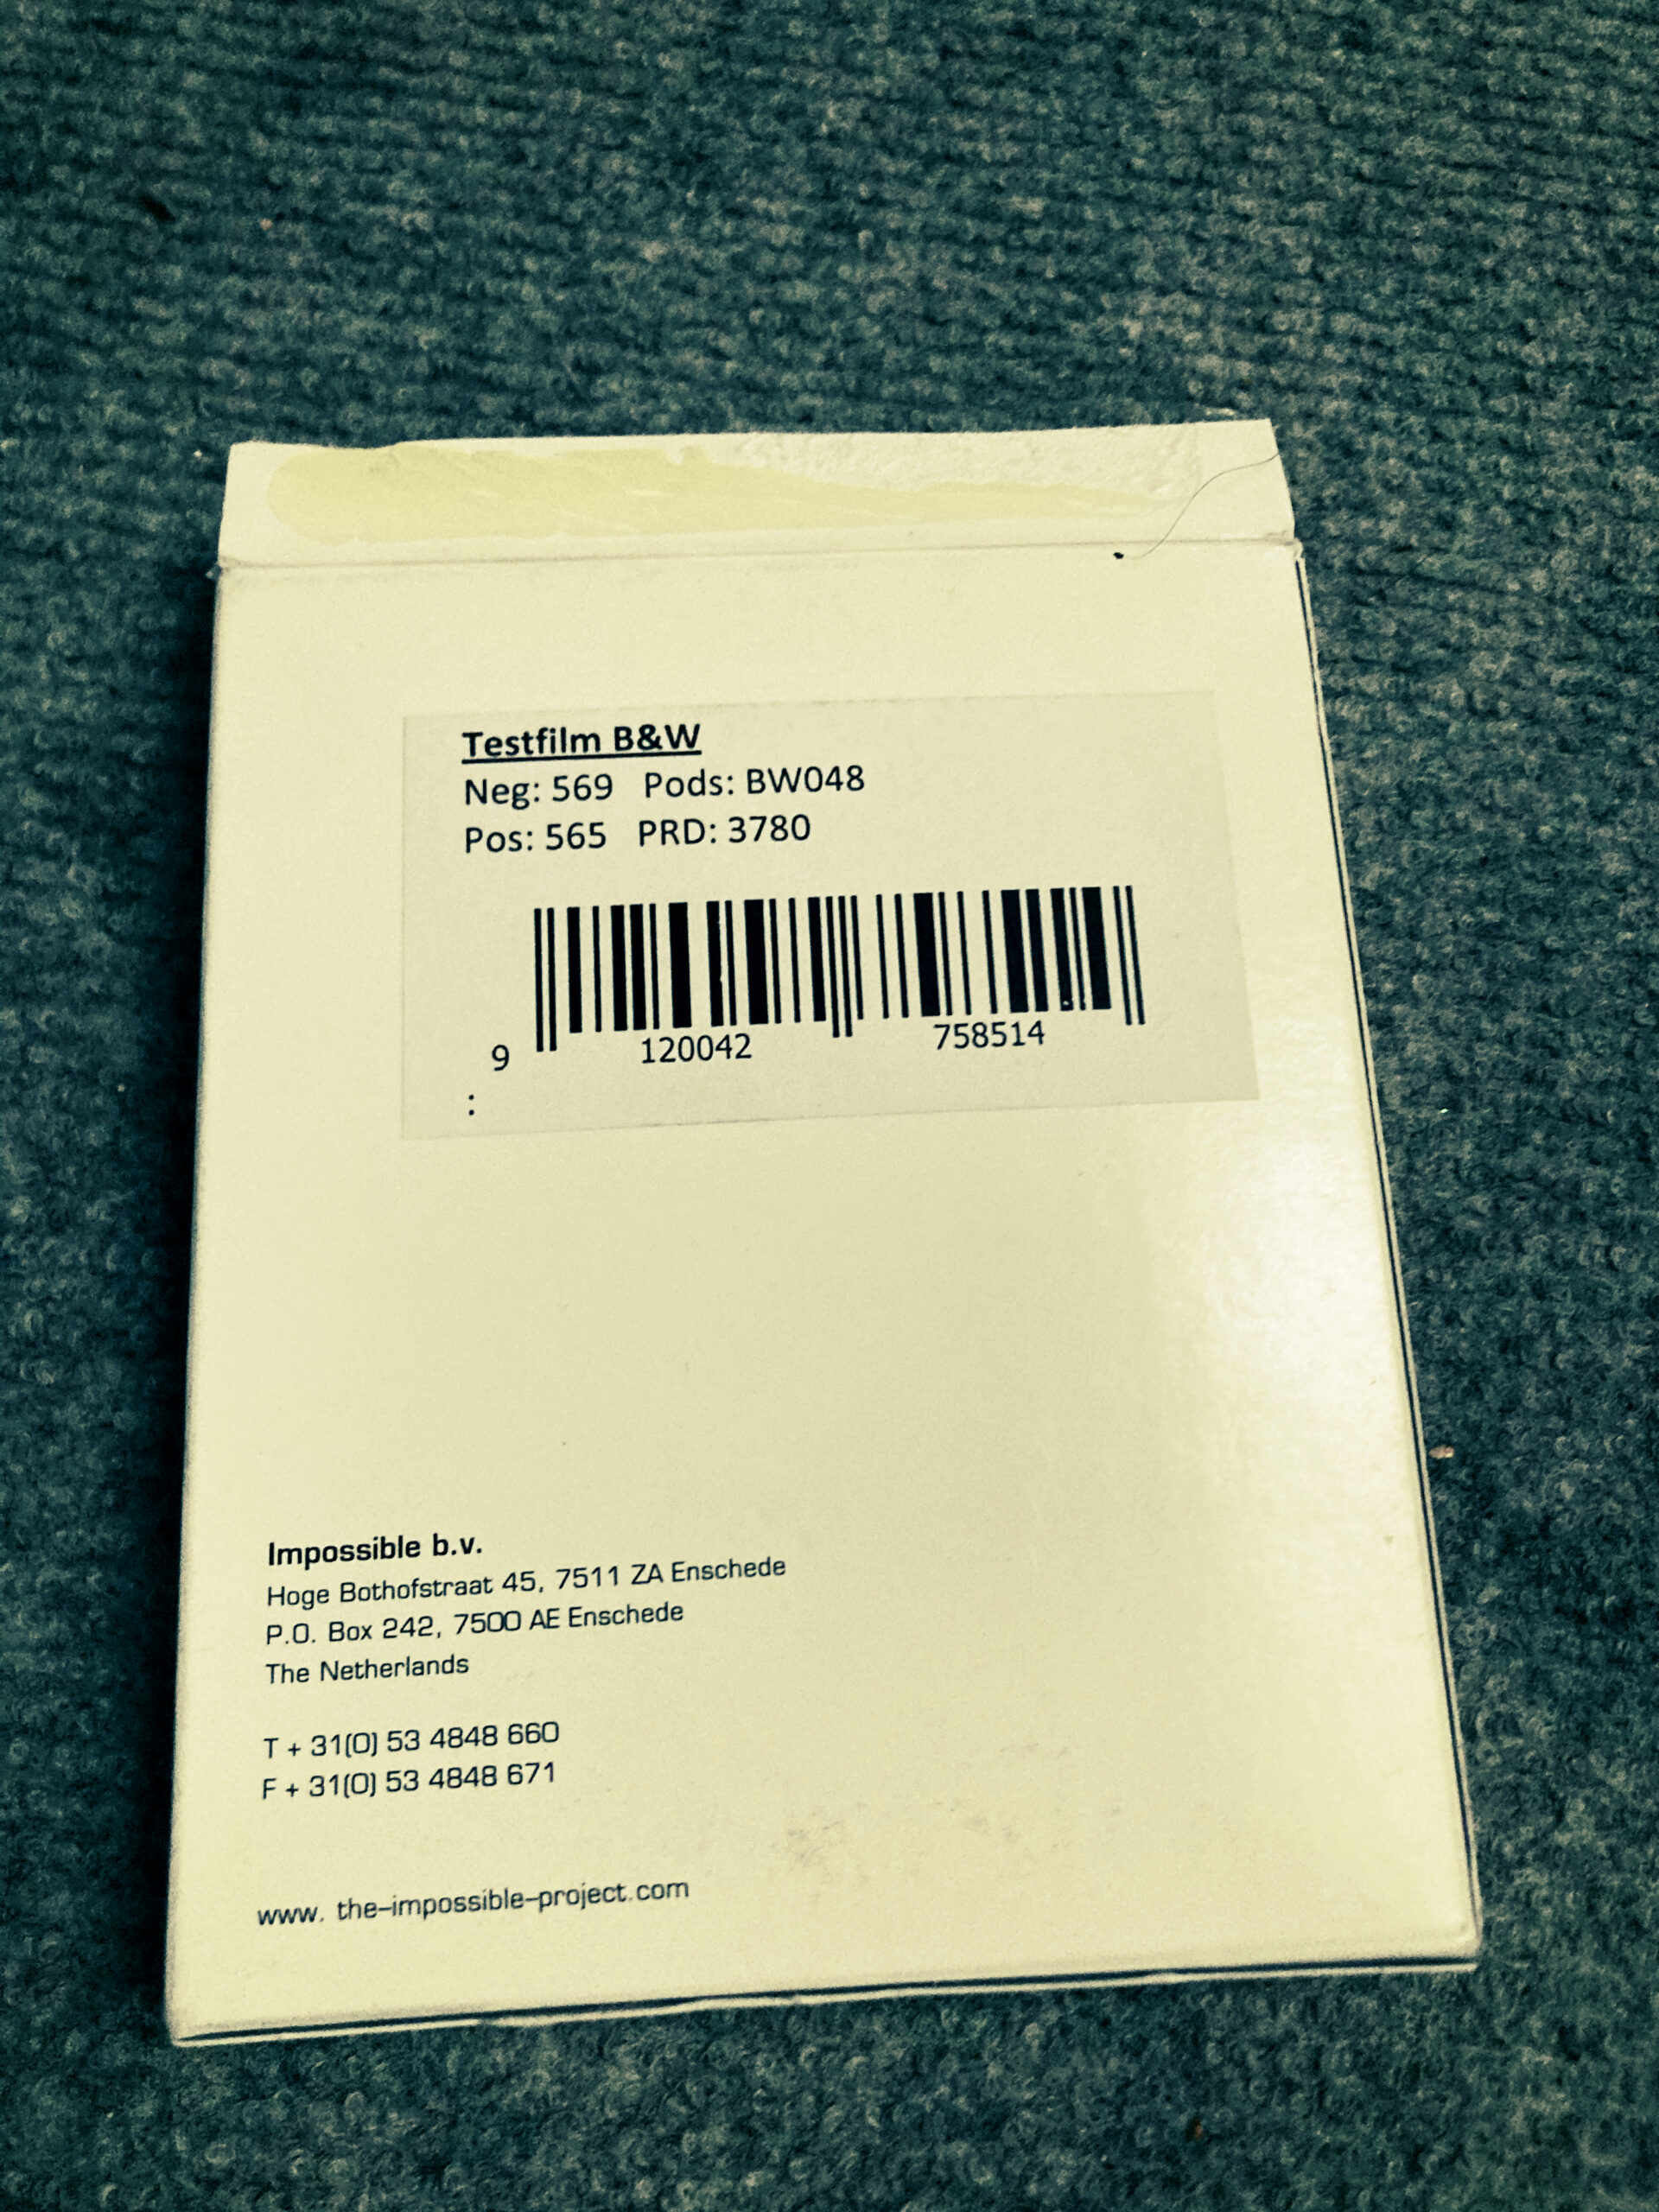 Testfilm B&W
Neg: 569 Pods: BW048
Pos: 565 PRD: 3780
9 120042 758514
:
Impossible b.v.
Hoge Bothofstraat 45, 7511 ZA Enschede
P.O. Box 242, 7500 AE Enschede
The Netherlands
T + 31(0) 53 4848 660
F + 31(0) 53 4848 671
www. the-impossible-project.com